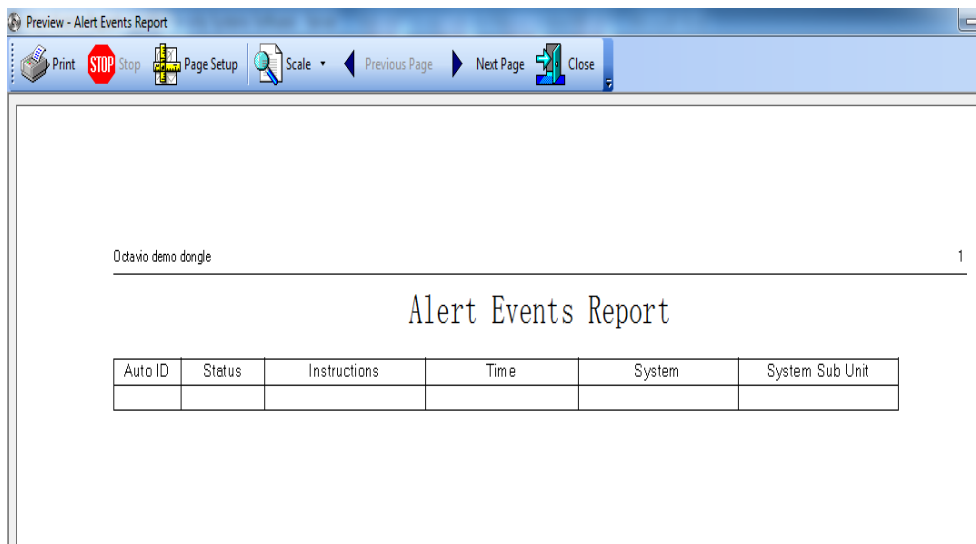 Preview - Alert Events Report
Print STOP Stop Page Setup Scale Previous Page Next Page Close
Octavio demo dongle 1
Alert Events Report
Auto ID Status Instructions Time System System Sub Unit